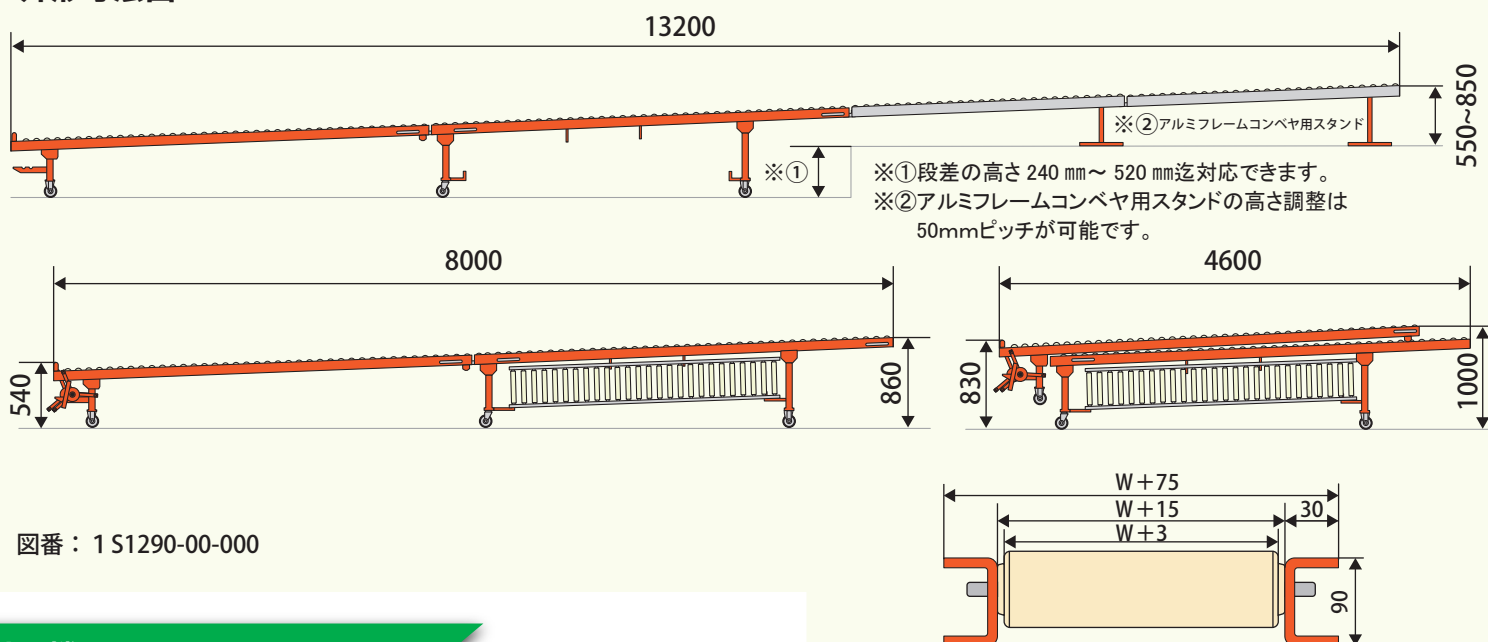 13200
550~850
※②アルミフレームコンベヤ用スタンド
※①
※①段差の高さ 240 ㎜～ 520 ㎜迄対応できます。
※②アルミフレームコンベヤ用スタンドの高さ調整は
50mmピッチが可能です。
8000
540
860
4600
830
1000
W＋75
W＋15
30
W＋3
90
図番： 1 S1290-00-000